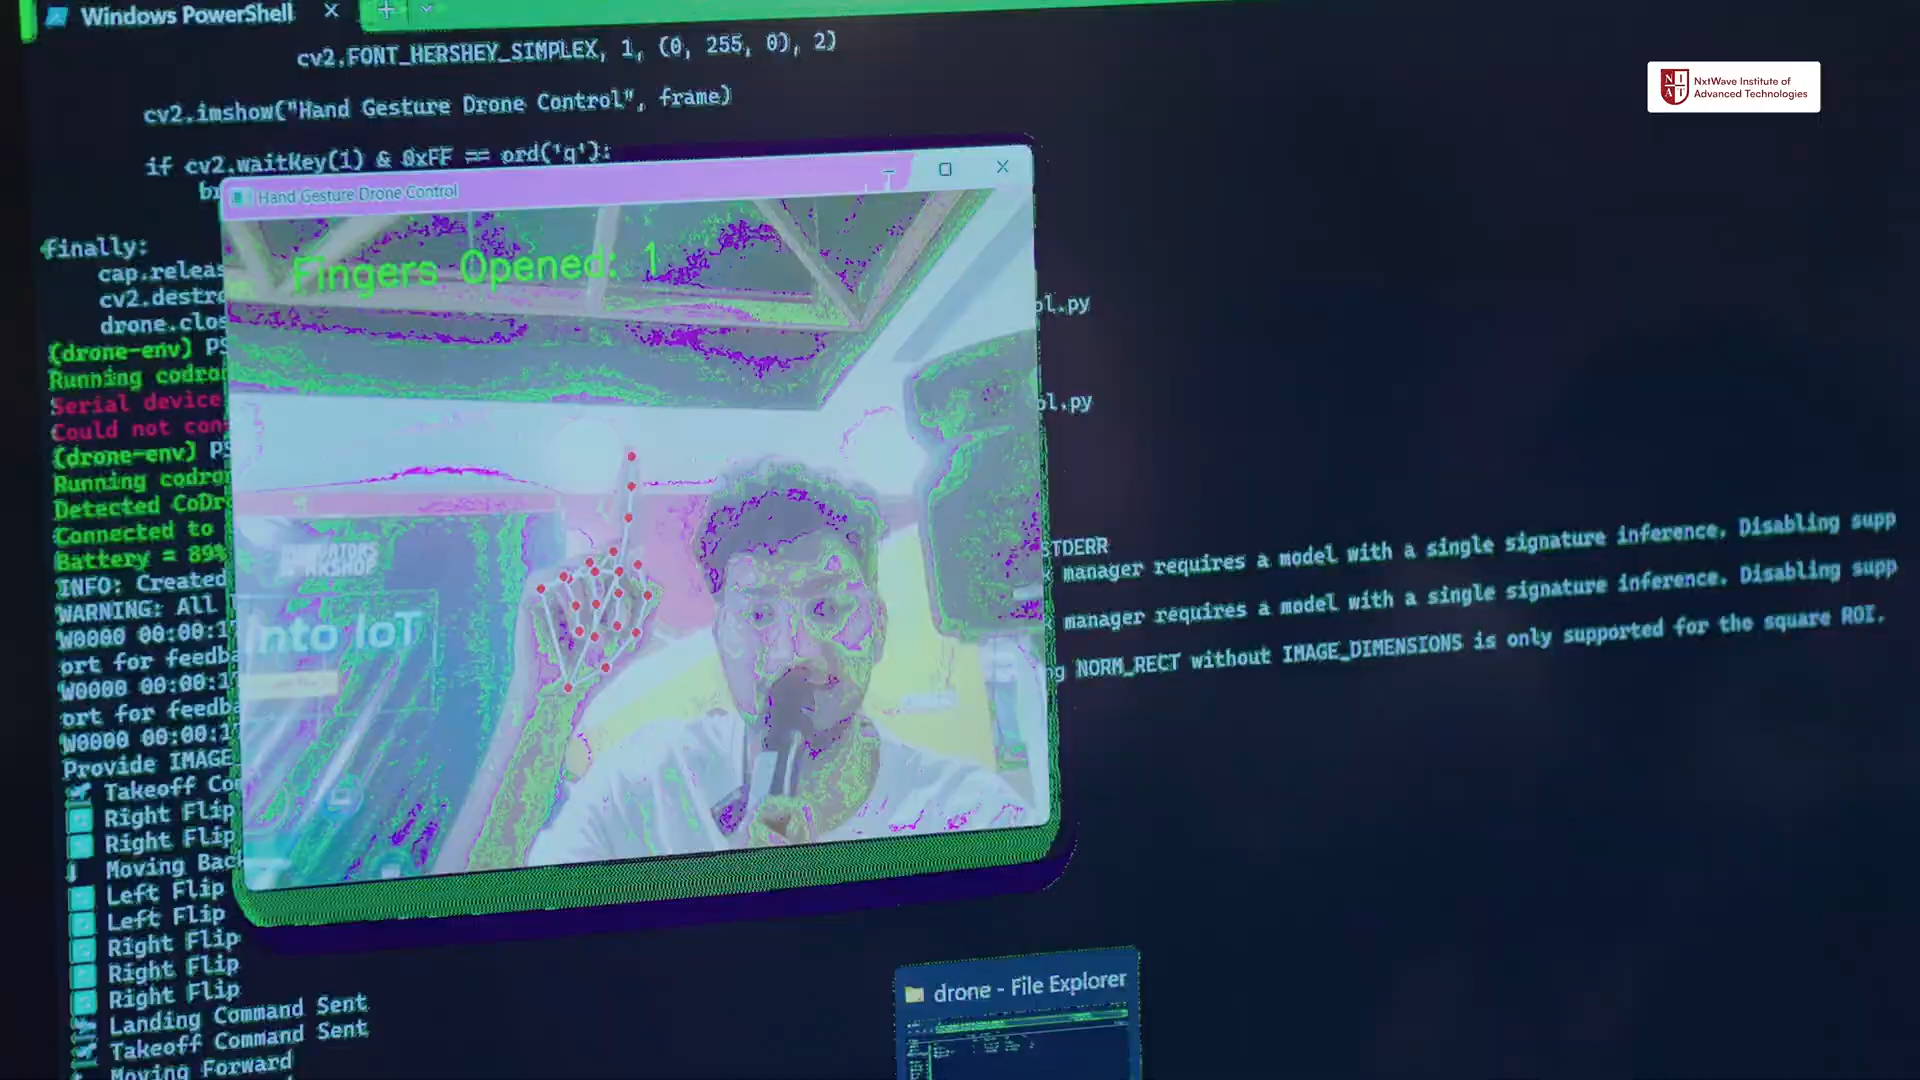 Windows PowerShell
cv2.FONT_HERSHEY_SIMPLEX, 1, (0, 255, 0), 2)
cv2.imshow("Hand Gesture Drone Control", frame)
if cv2.waitKey(1) & 0xFF == ord('q'):
br
NxtWave Institute of
Advanced Technologies
Hand Gesture Drone Control
Fingers Opened: 1
finally:
cap.releas
cv2.destro
drone.clos
ol.py
(drone-env) PS
Running codron
Serial device
Could not con
ol.py
(drone-env) PS
Running codron
Detected CoDr
Connected to
Battery = 89%
STDERR
INFO: Created
manager requires a model with a single signature inference. Disabling supp
WARNING: All
W0000 00:00:1
manager requires a model with a single signature inference. Disabling supp
ort for feedba
W0000 00:00:1
NORM_RECT without IMAGE_DIMENSIONS is only supported for the square ROI.
ort for feedba
W0000 00:00:1
Provide IMAGE
Into IoT
Takeoff Co
Right Flip
Right Flip
Moving Back
Left Flip
Left Flip
Right Flip
Right Flip
Right Flip
Landing Command Sent
Takeoff Command Sent
Moving Forward
drone - File Explorer